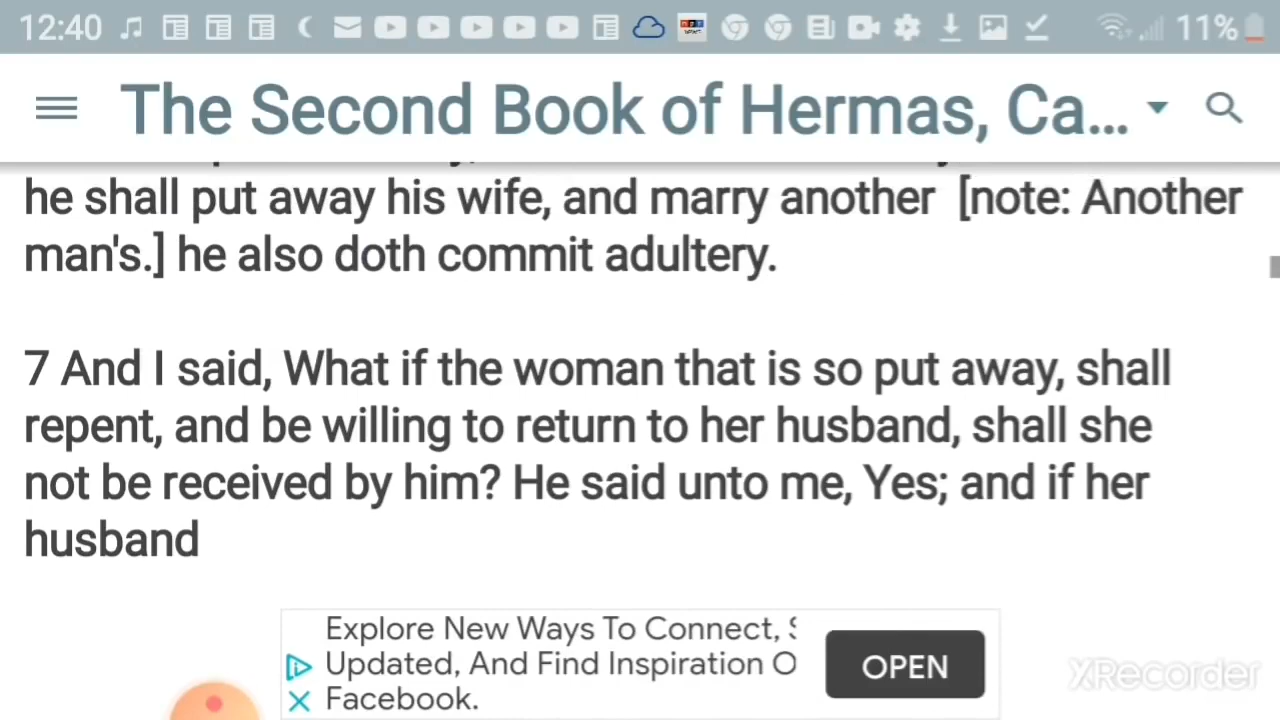 12:40 11%
The Second Book of Hermas, Ca...
he shall put away his wife, and marry another [note: Another
man's.] he also doth commit adultery.
7 And I said, What if the woman that is so put away, shall
repent, and be willing to return to her husband, shall she
not be received by him? He said unto me, Yes; and if her
husband
Explore New Ways To Connect,
Updated, And Find Inspiration
Facebook.
OPEN
XRecorder